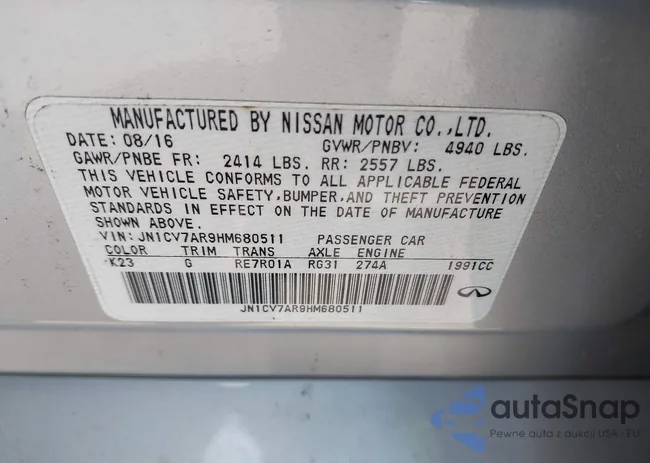 MANUFACTURED BY NISSAN MOTOR CO.,LTD.
DATE: 08/16 GVWR/PNBV: 4940 LBS.
GAWR/PNBE FR: 2414 LBS. RR: 2557 LBS.
THIS VEHICLE CONFORMS TO ALL APPLICABLE FEDERAL
MOTOR VEHICLE SAFETY,BUMPER,AND THEFT PREVENTION
STANDARDS IN EFFECT ON THE DATE OF MANUFACTURE
SHOWN ABOVE.
VIN: JN1CV7AR9HM680511 PASSENGER CAR
COLOR TRIM TRANS AXLE ENGINE
K23 G RE7R01A RG31 274A 1991CC
JN1CV7AR9HM680511
autaSnap
Pewne auta z aukcji USA - EU